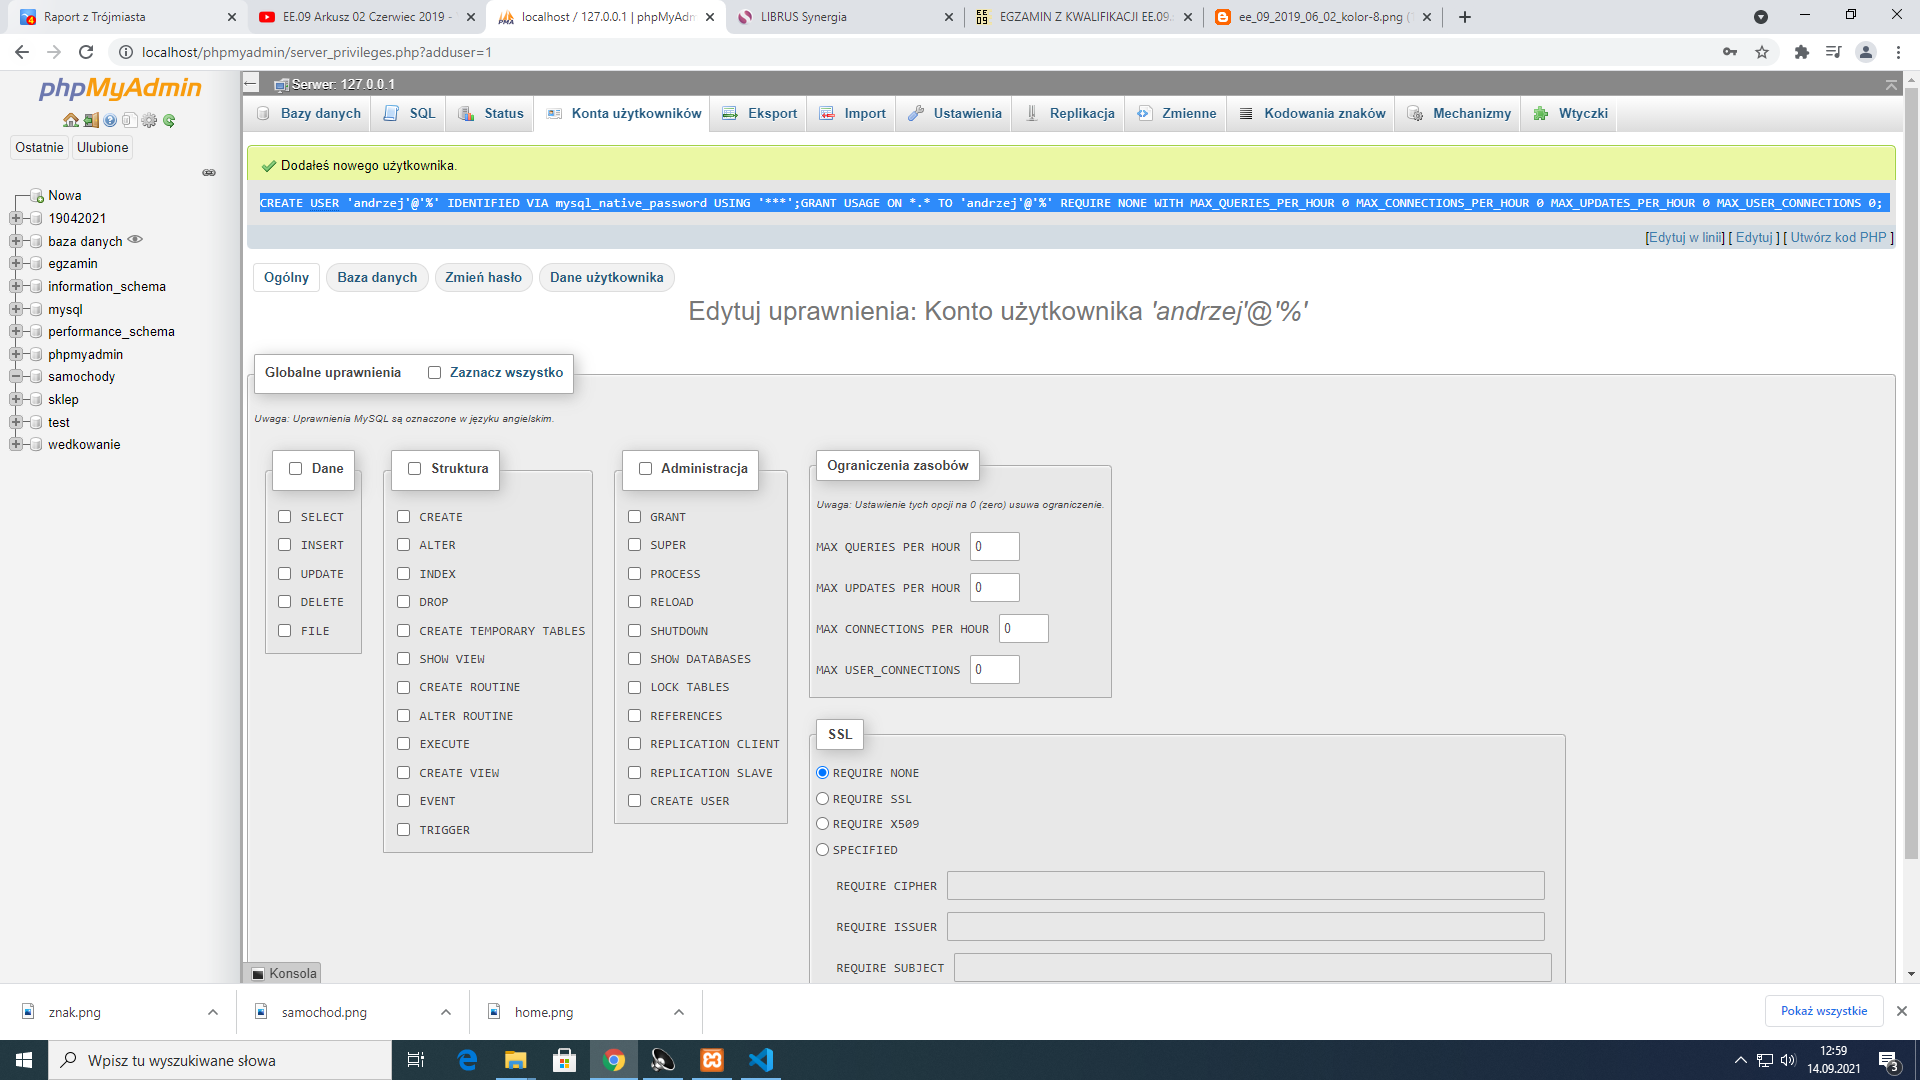 Raport z Trójmiasta
EE.09 Arkusz 02 Czerwiec 2019 -
localhost / 127.0.0.1 | phpMyAdm
LIBRUS Synergia
EGZAMIN Z KWALIFIKACJI EE.09
ee_09_2019_06_02_kolor-8.png (
localhost/phpmyadmin/server_privileges.php?adduser=1
phpMyAdmin
Ostatnie
Ulubione
Nowa
19042021
baza danych
egzamin
information_schema
mysql
performance_schema
phpmyadmin
samochody
sklep
test
wedkowanie
Serwer: 127.0.0.1
Bazy danych
SQL
Status
Konta użytkowników
Eksport
Import
Ustawienia
Replikacja
Zmienne
Kodowania znaków
Mechanizmy
Wtyczki
Dodałeś nowego użytkownika.
CREATE USER 'andrzej'@'%' IDENTIFIED VIA mysql_native_password USING '***';GRANT USAGE ON *.* TO 'andrzej'@'%' REQUIRE NONE WITH MAX_QUERIES_PER_HOUR 0 MAX_CONNECTIONS_PER_HOUR 0 MAX_UPDATES_PER_HOUR 0 MAX_USER_CONNECTIONS 0;
[Edytuj w linii] [ Edytuj ] [ Utwórz kod PHP ]
Ogólny
Baza danych
Zmień hasło
Dane użytkownika
Edytuj uprawnienia: Konto użytkownika 'andrzej'@'%'
Globalne uprawnienia
Zaznacz wszystko
Uwaga: Uprawnienia MySQL są oznaczone w języku angielskim.
Dane
SELECT
INSERT
UPDATE
DELETE
FILE
Struktura
CREATE
ALTER
INDEX
DROP
CREATE TEMPORARY TABLES
SHOW VIEW
CREATE ROUTINE
ALTER ROUTINE
EXECUTE
CREATE VIEW
EVENT
TRIGGER
Administracja
GRANT
SUPER
PROCESS
RELOAD
SHUTDOWN
SHOW DATABASES
LOCK TABLES
REFERENCES
REPLICATION CLIENT
REPLICATION SLAVE
CREATE USER
Ograniczenia zasobów
Uwaga: Ustawienie tych opcji na 0 (zero) usuwa ograniczenie.
MAX QUERIES PER HOUR 0
MAX UPDATES PER HOUR 0
MAX CONNECTIONS PER HOUR 0
MAX USER_CONNECTIONS 0
SSL
REQUIRE NONE
REQUIRE SSL
REQUIRE X509
SPECIFIED
REQUIRE CIPHER
REQUIRE ISSUER
REQUIRE SUBJECT
Konsola
znak.png
samochod.png
home.png
Pokaż wszystkie
Wpisz tu wyszukiwane słowa
12:59
14.09.2021
3